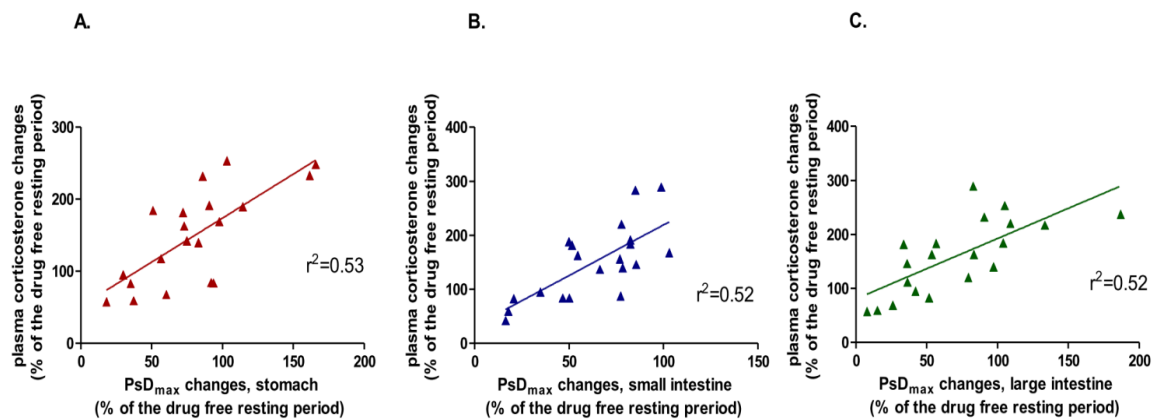 A.
plasma corticosterone changes
(% of the drug free resting period)
300
200
100
0
0 50 100 150 200
r²=0.53
PsDmax changes, stomach
(% of the drug free resting period)
B.
plasma corticosterone changes
(% of the drug free resting period)
400
300
200
100
0
0 50 100 150
r²=0.52
PsDmax changes, small intestine
(% of the drug free resting preriod)
C.
plasma corticosterone changes
(% of the drug free resting period)
400
300
200
100
0
0 50 100 150 200
r²=0.52
PsDmax changes, large intestine
(% of the drug free resting period)